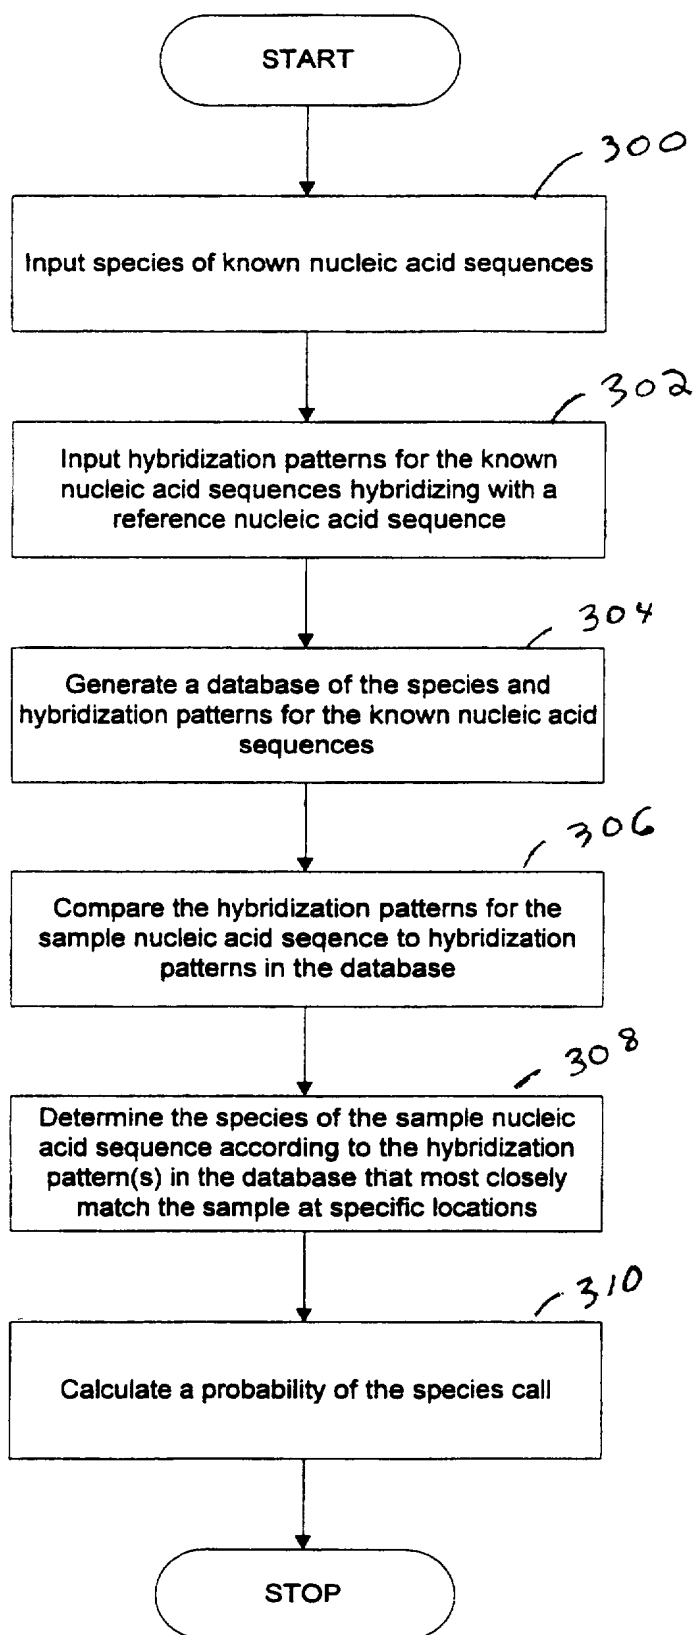 START
300
Input species of known nucleic acid sequences
302
Input hybridization patterns for the known
nucleic acid sequences hybridizing with a
reference nucleic acid sequence
304
Generate a database of the species and
hybridization patterns for the known nucleic acid
sequences
306
Compare the hybridization patterns for the
sample nucleic acid seqence to hybridization
patterns in the database
308
Determine the species of the sample nucleic
acid sequence according to the hybridization
pattern(s) in the database that most closely
match the sample at specific locations
310
Calculate a probability of the species call
STOP